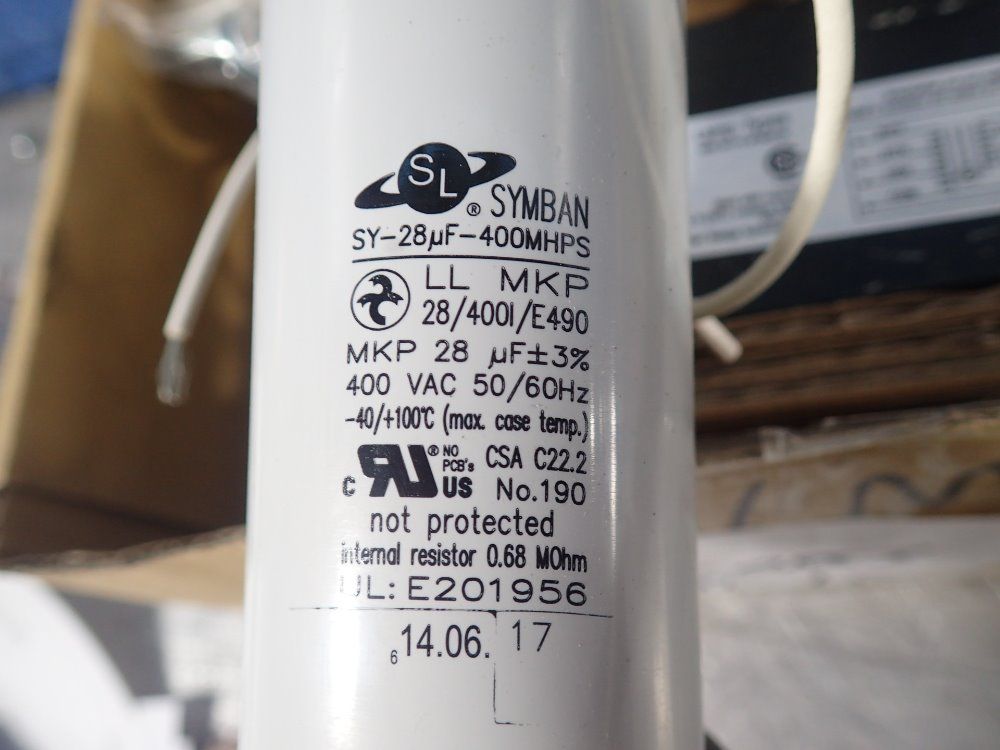 SL
® SYMBAN
SY-28µF-400MHPS
LL MKP
28/400I/E490
MKP 28 µF±3%
400 VAC 50/60Hz
-40/+100°C (max. case temp.)
c RU® US NO PCB's CSA C22.2
No.190
not protected
internal resistor 0.68 MOhm
UL: E201956
6 14.06. 17